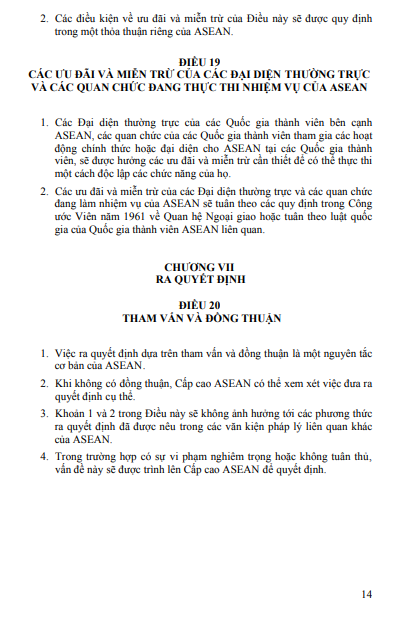 2. Các điều kiện về ưu đãi và miễn trừ của Điều này sẽ được quy định
trong một thỏa thuận riêng của ASEAN.
ĐIỀU 19
CÁC ƯU ĐÃI VÀ MIỄN TRỪ CỦA CÁC ĐẠI DIỆN THƯỜNG TRỰC
VÀ CÁC QUAN CHỨC ĐANG THỰC THI NHIỆM VỤ CỦA ASEAN
1. Các Đại diện thường trực của các Quốc gia thành viên bên cạnh
ASEAN, các quan chức của các Quốc gia thành viên tham gia các hoạt
động chính thức hoặc đại diện cho ASEAN tại các Quốc gia thành
viên, sẽ được hưởng các ưu đãi và miễn trừ cần thiết để có thể thực thi
một cách độc lập các chức năng của họ.
2. Các ưu đãi và miễn trừ của các Đại diện thường trực và các quan chức
đang làm nhiệm vụ của ASEAN sẽ tuân theo các quy định trong Công
ước Viên năm 1961 về Quan hệ Ngoại giao hoặc tuân theo luật quốc
gia của Quốc gia thành viên ASEAN liên quan.
CHƯƠNG VII
RA QUYẾT ĐỊNH
ĐIỀU 20
THAM VẤN VÀ ĐỒNG THUẬN
1. Việc ra quyết định dựa trên tham vấn và đồng thuận là một nguyên tắc
cơ bản của ASEAN.
2. Khi không có đồng thuận, Cấp cao ASEAN có thể xem xét việc đưa ra
quyết định cụ thể.
3. Khoản 1 và 2 trong Điều này sẽ không ảnh hưởng tới các phương thức
ra quyết định đã được nêu trong các văn kiện pháp lý liên quan khác
của ASEAN.
4. Trong trường hợp có sự vi phạm nghiêm trọng hoặc không tuân thủ,
vấn đề này sẽ được trình lên Cấp cao ASEAN để quyết định.
14